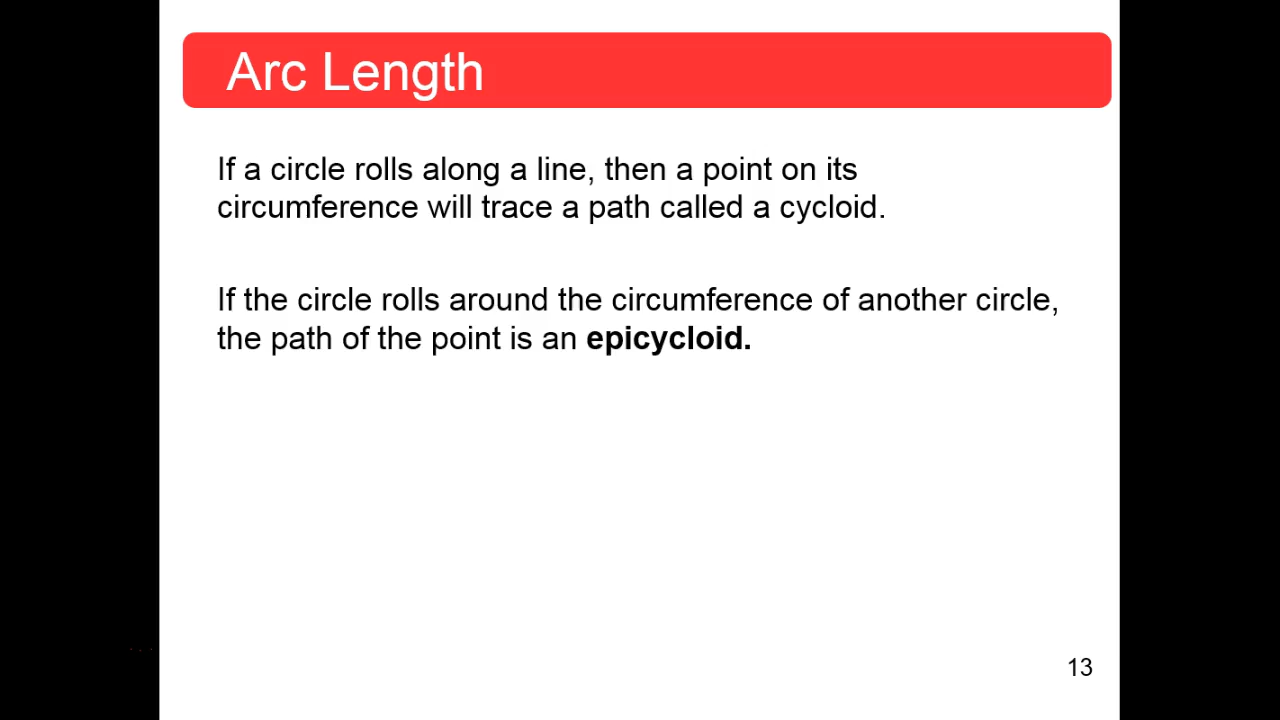 Arc Length
If a circle rolls along a line, then a point on its
circumference will trace a path called a cycloid.
If the circle rolls around the circumference of another circle,
the path of the point is an epicycloid.
13